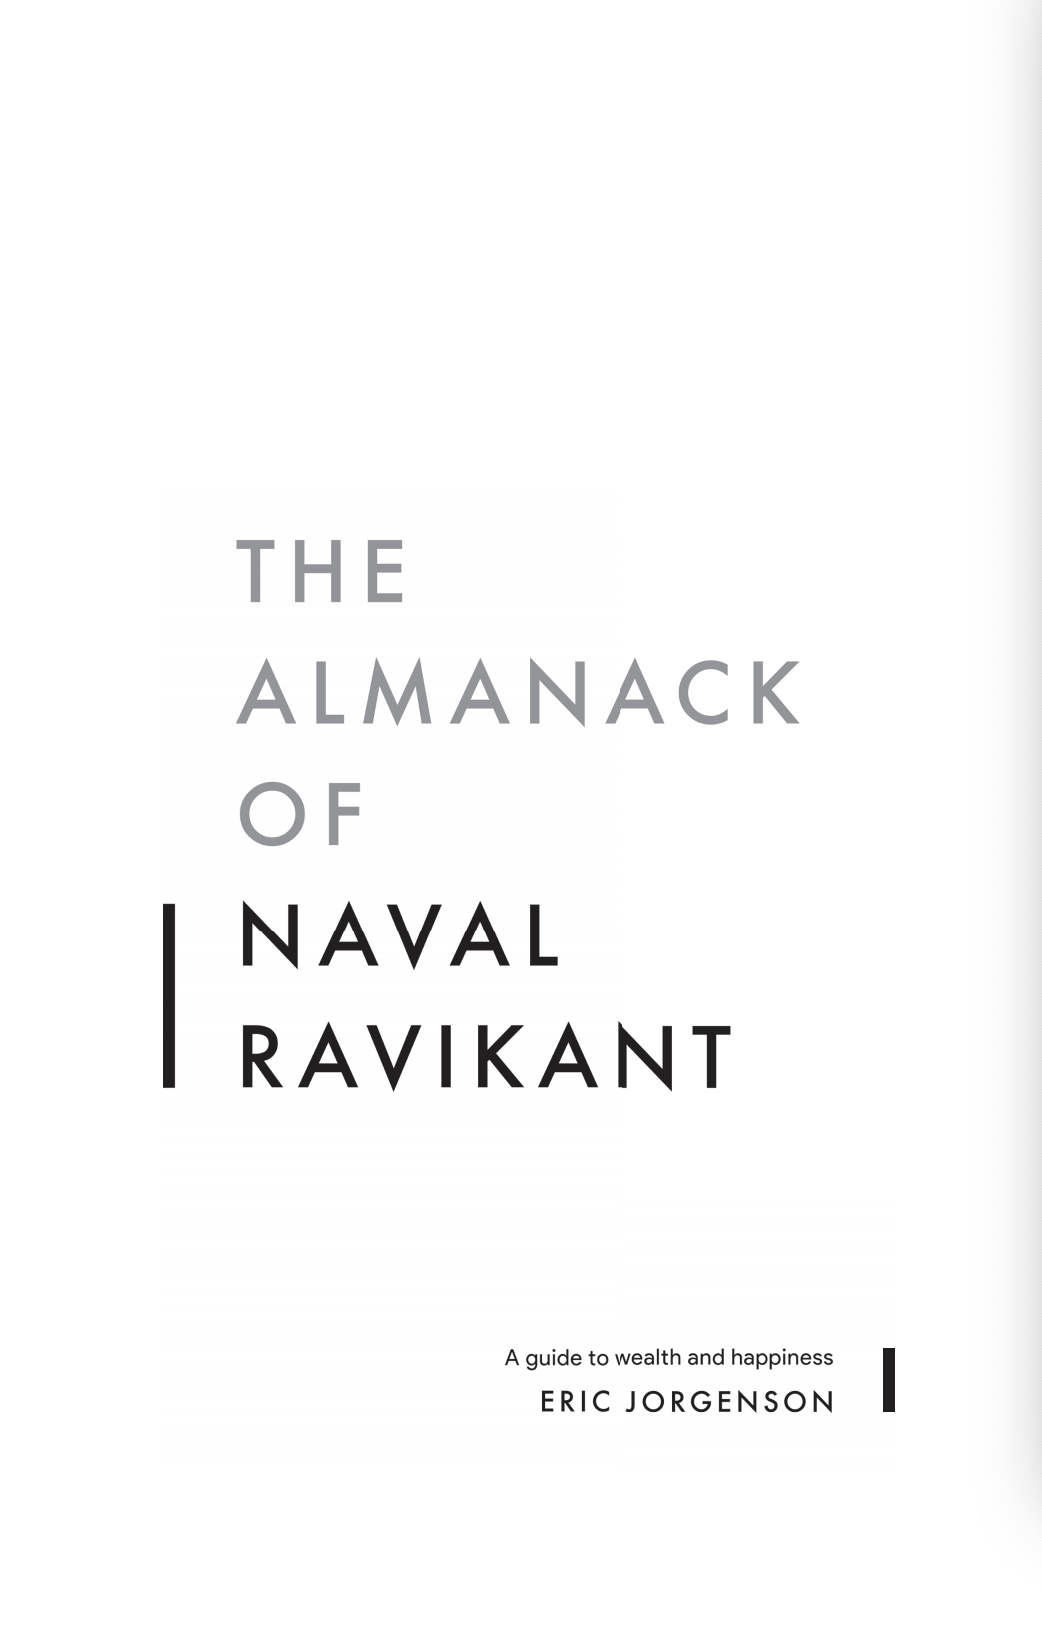 THE
ALMANACK
OF
NAVAL
RAVIKANT
A guide to wealth and happiness
ERIC JORGENSON